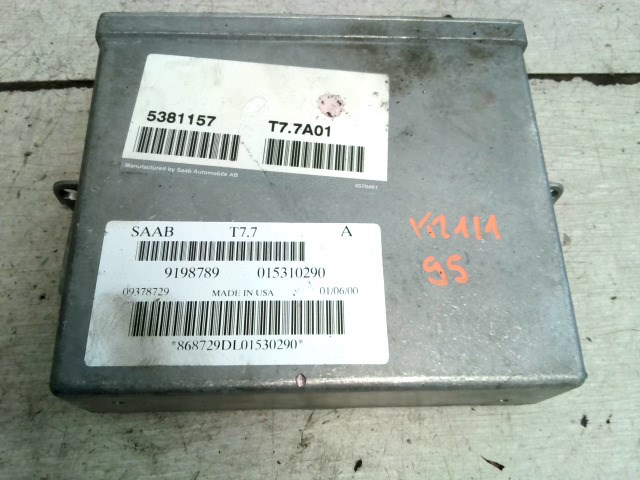 5381157 T7.7A01
Manufactured by Saab Automobile AB
SAAB T7.7 A
9198789 015310290
09378729 MADE IN USA 01/06/00
*868729DL01530290*
95